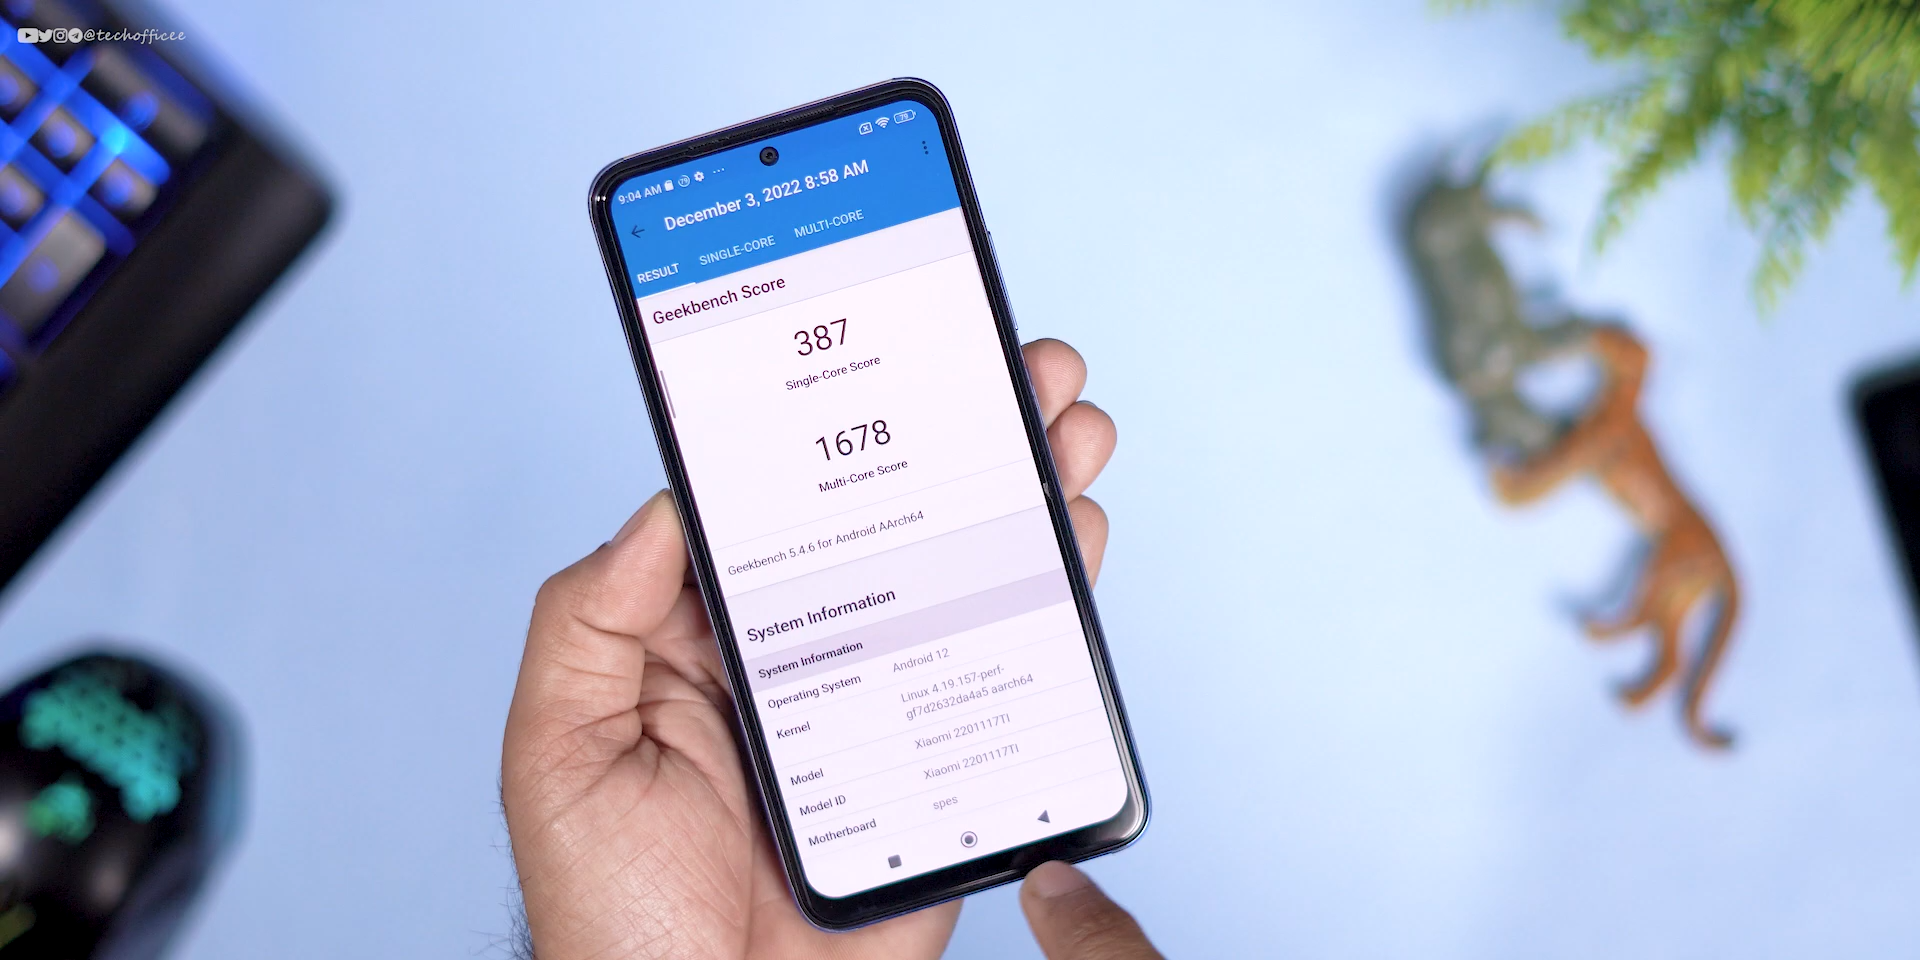 @techofficee
9:04 AM 79
79
December 3, 2022 8:58 AM
RESULT SINGLE-CORE MULTI-CORE
Geekbench Score
387
Single-Core Score
1678
Multi-Core Score
Geekbench 5.4.6 for Android AArch64
System Information
System Information
Operating System Android 12
Kernel Linux 4.19.157-perf-
gf7d2632da4a5 aarch64
Model Xiaomi 2201117TI
Model ID Xiaomi 2201117TI
Motherboard spes